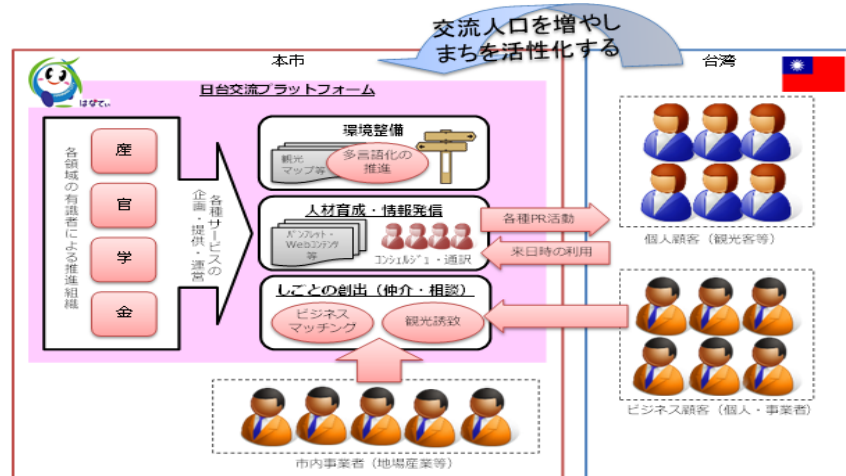 交流人口を増やし
まちを活性化する
本市
台湾
はなてぃ
日台交流プラットフォーム
各領域の有識者による推進組織
産
官
学
金
各種サービスの
企画・提供・運営
環境整備
観光
マップ等
多言語化の
推進
人材育成・情報発信
パンフレット・
Webコンテンツ
等
コンシェルジュ・通訳
しごとの創出（仲介・相談）
ビジネス
マッチング
観光誘致
各種PR活動
来日時の利用
個人顧客（観光客等）
ビジネス顧客（個人・事業者）
市内事業者（地場産業等）